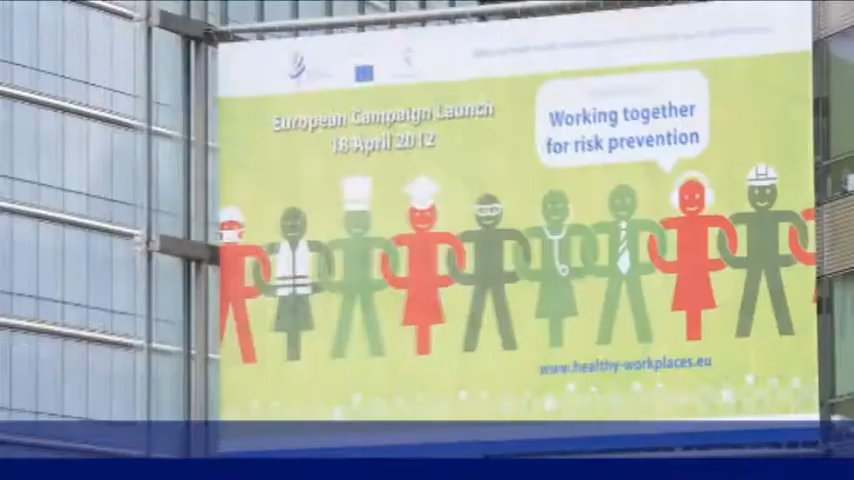 European Campaign Launch
18 April 2012
Working together
for risk prevention
www.healthy-workplaces.eu